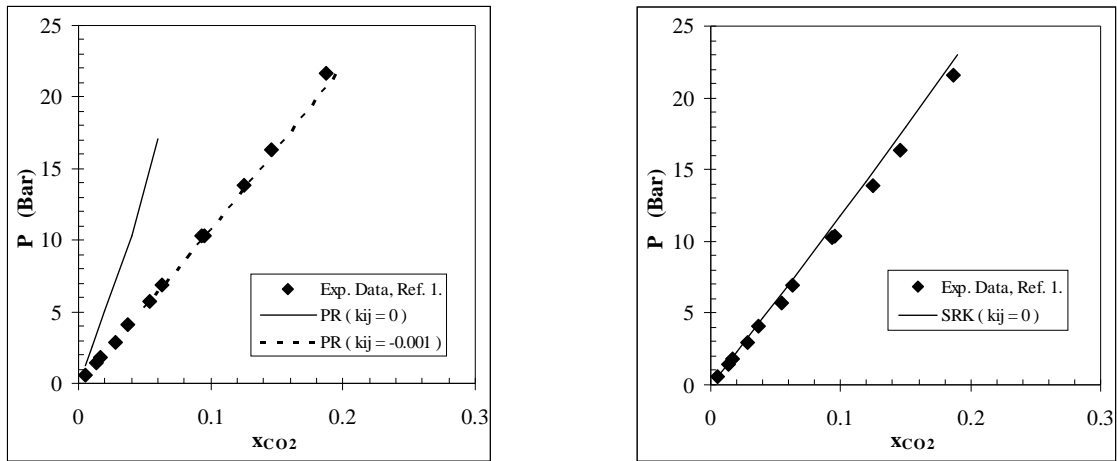 25
20
15
10
5
0
0
0.1
0.2
0.3
P (Bar)
xCO2
Exp. Data, Ref. 1.
PR ( kij = 0 )
PR ( kij = -0.001 )
25
20
15
10
5
0
0
0.1
0.2
0.3
P (Bar)
xCO2
Exp. Data, Ref. 1.
SRK ( kij = 0 )